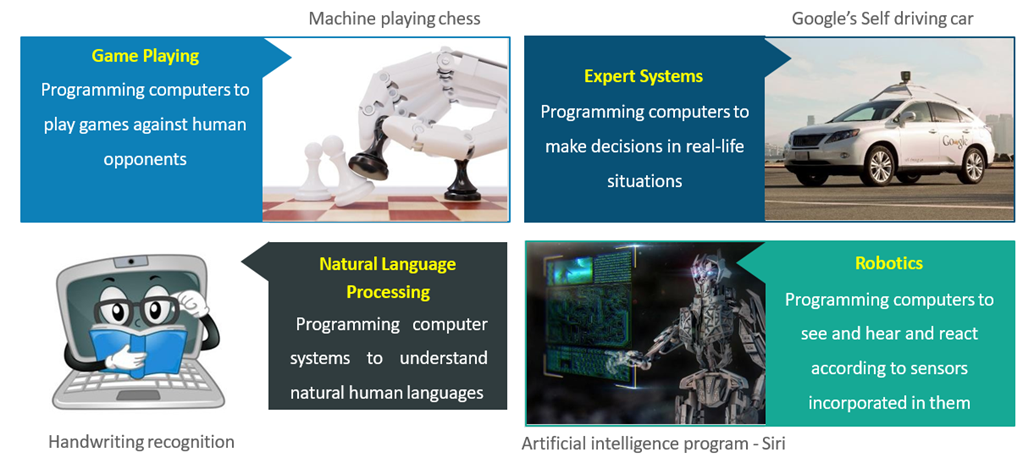 Machine playing chess
Game Playing
Programming computers to
play games against human
opponents
Google's Self driving car
Expert Systems
Programming computers to
make decisions in real-life
situations
Google
Natural Language
Processing
Programming computer
systems to understand
natural human languages
Handwriting recognition
Robotics
Programming computers to
see and hear and react
according to sensors
incorporated in them
Artificial intelligence program - Siri